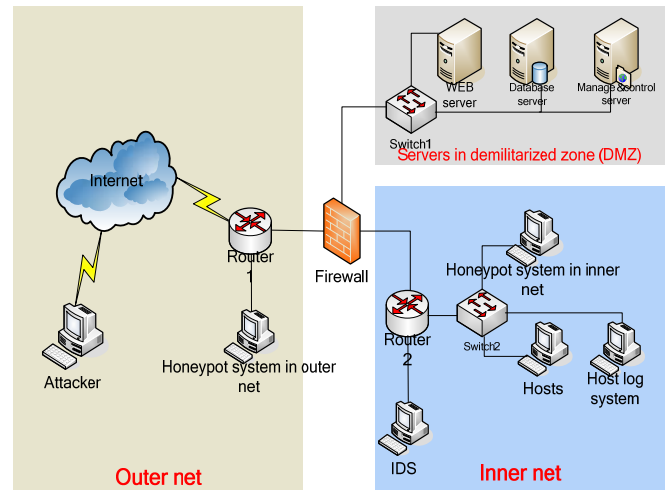 WEB
server
Database
server
Manage &control
server
Switch1
Servers in demilitarized zone (DMZ)
Internet
Router
1
Firewall
Honeypot system in inner
net
Router
2
Switch2
Attacker
Honeypot system in outer
net
Hosts
Host log
system
IDS
Outer net
Inner net